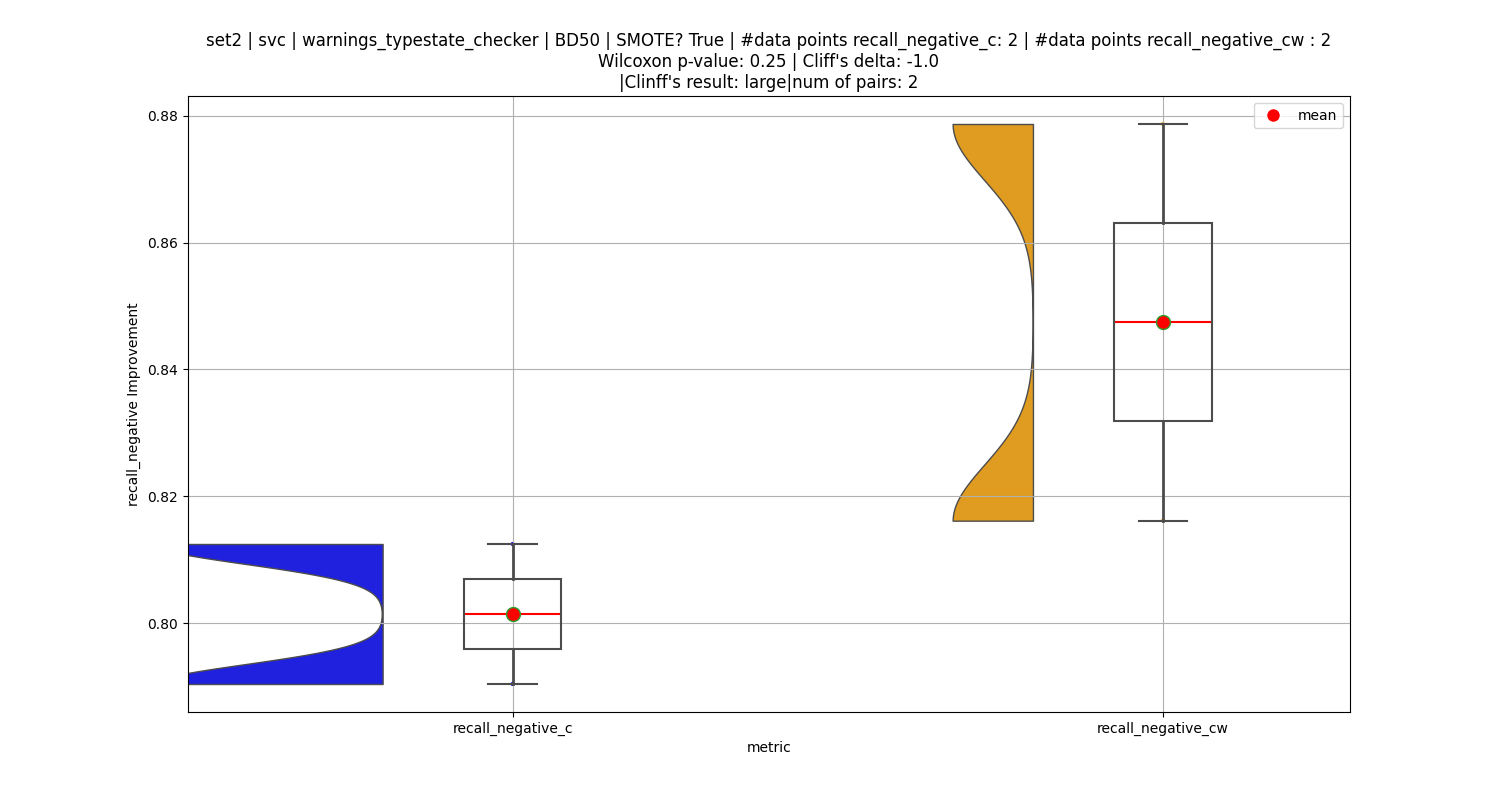 set2 | svc | warnings_typestate_checker | BD50 | SMOTE? True | #data points recall_negative_c: 2 | #data points recall_negative_cw : 2
Wilcoxon p-value: 0.25 | Cliff's delta: -1.0
|Clinff's result: large|num of pairs: 2
mean
0.88
0.86
0.84
0.82
0.80
recall_negative Improvement
recall_negative_c
recall_negative_cw
metric